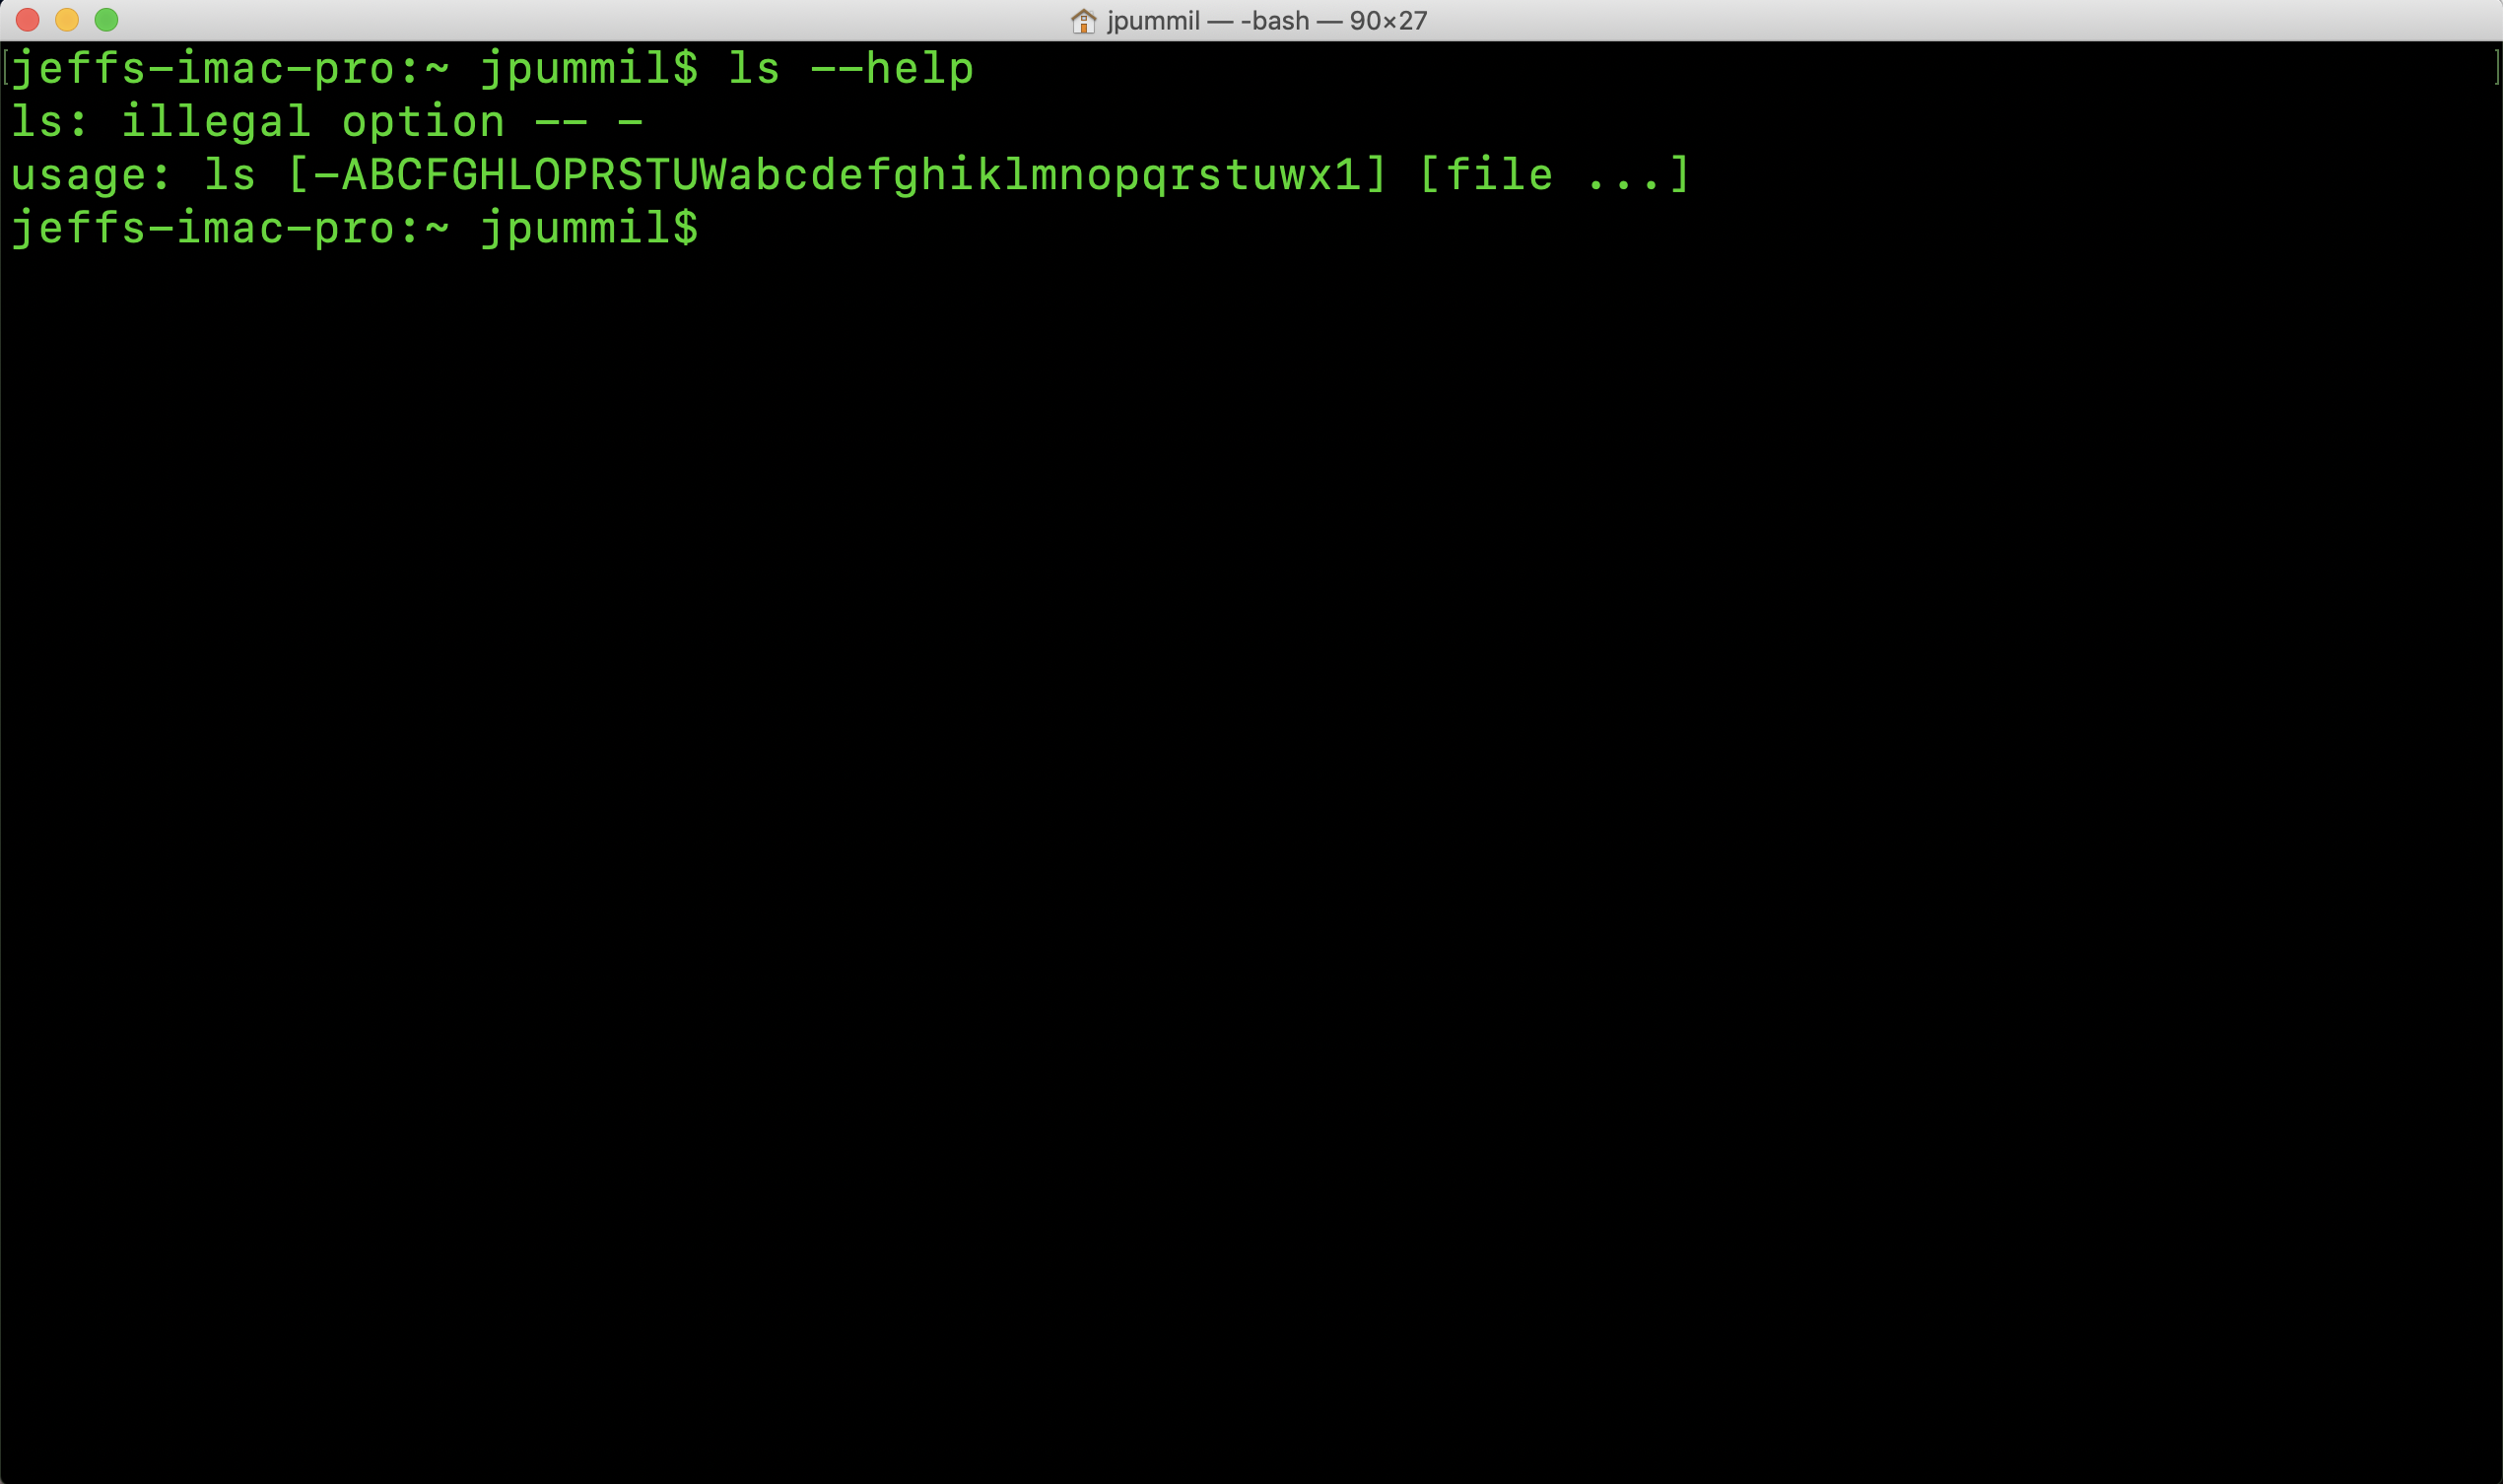 jpummil — -bash — 90×27
jeffs-imac-pro:~ jpummil$ ls --help
ls: illegal option -- -
usage: ls [-ABCFGHLOPRSTUWabcdefghiklmnopqrstuwx1] [file ...]
jeffs-imac-pro:~ jpummil$